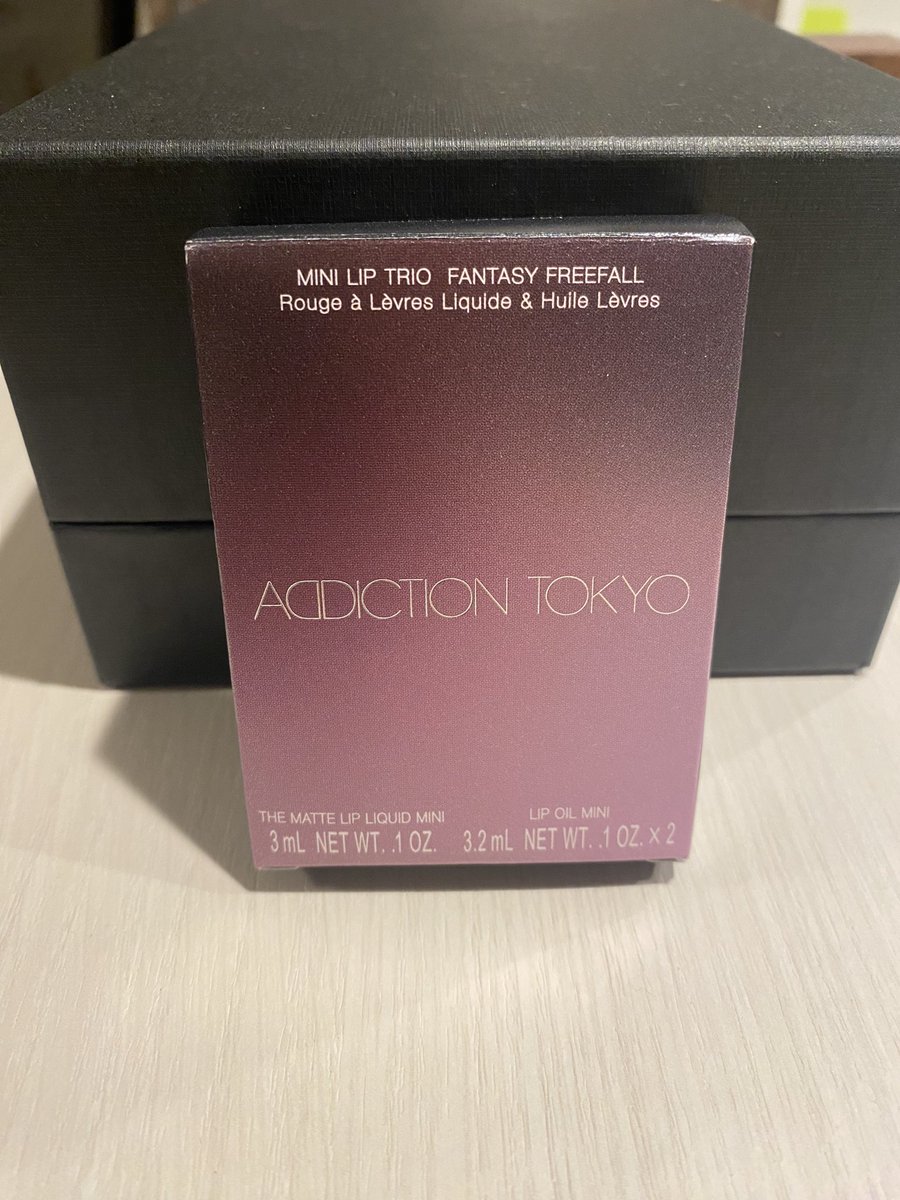 MINI LIP TRIO FANTASY FREEFALL
Rouge à Lèvres Liquide & Huile Lèvres
ADDICTION TOKYO
THE MATTE LIP LIQUID MINI LIP OIL MINI
3 mL NET WT. .1 OZ. 3.2 mL NET WT. .1 OZ. × 2